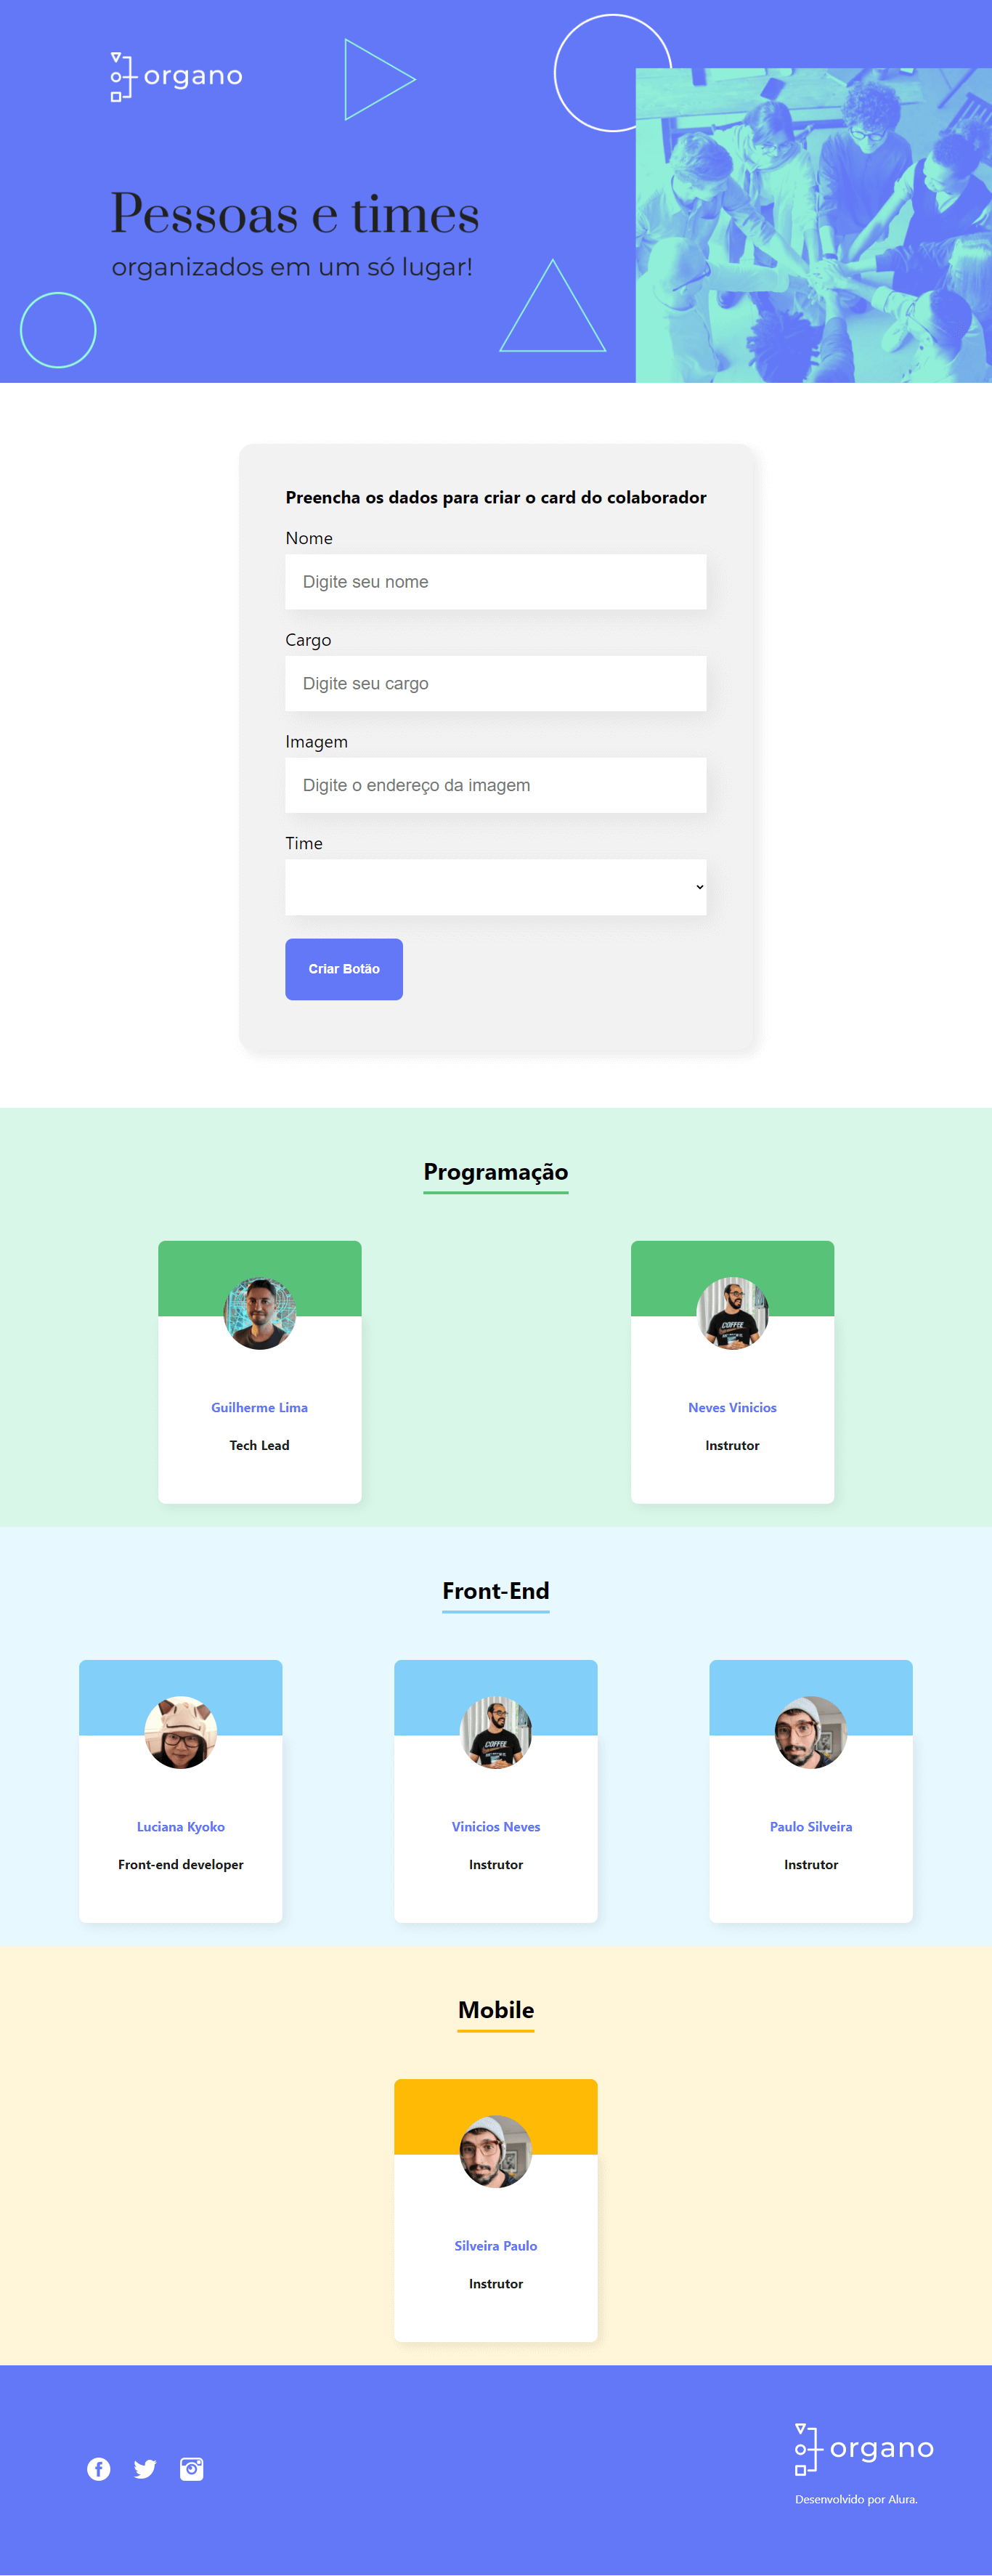 organo
Pessoas e times
organizados em um só lugar!
Preencha os dados para criar o card do colaborador
Nome
Digite seu nome
Cargo
Digite seu cargo
Imagem
Digite o endereço da imagem
Time
Criar Botão
Programação
COFFEE
COFFEE
Guilherme Lima
Neves Vinicios
Tech Lead
Instrutor
Front-End
Luciana Kyoko
Vinicios Neves
Paulo Silveira
Front-end developer
Instrutor
Instrutor
Mobile
Silveira Paulo
Instrutor
organo
Desenvolvido por Alura.